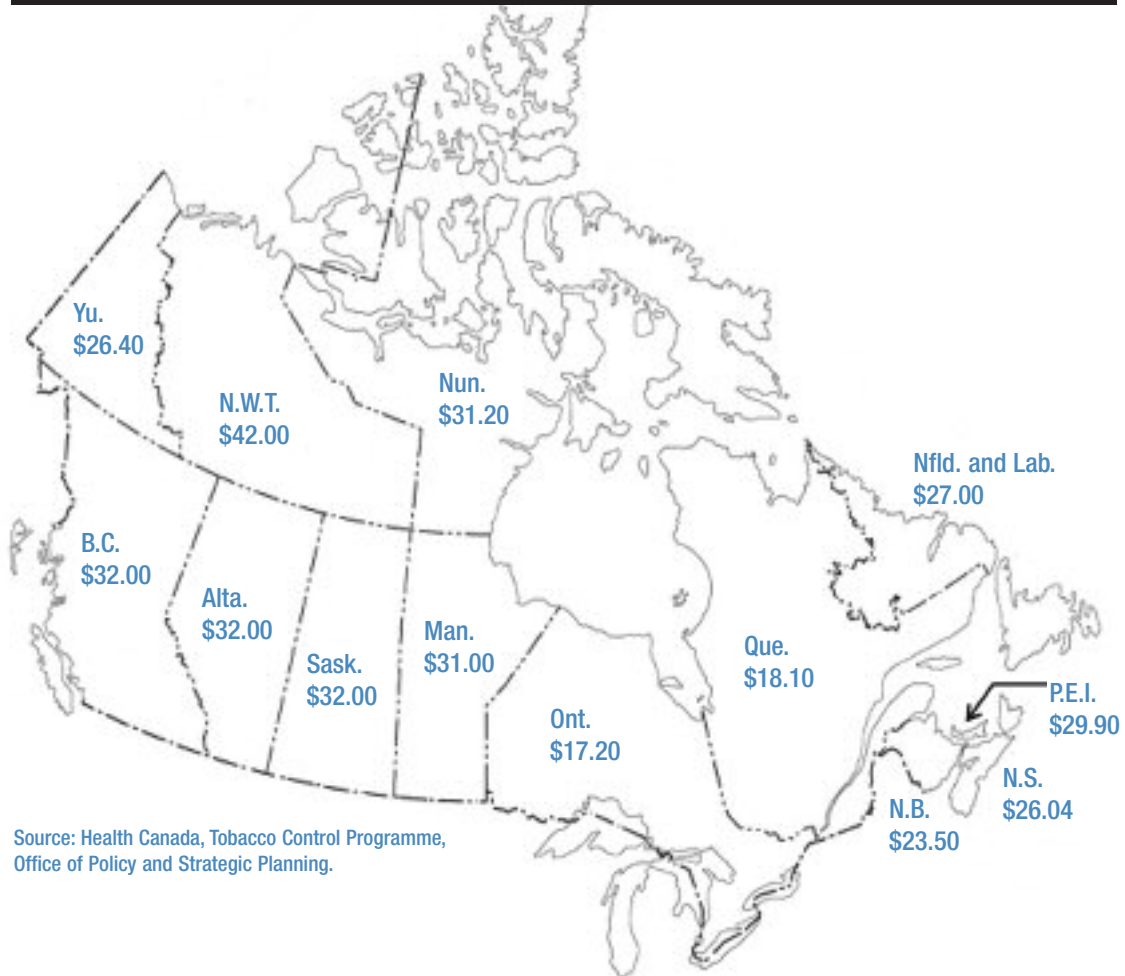 Yu.
$26.40
N.W.T.
$42.00
Nun.
$31.20
Nfld. and Lab.
$27.00
B.C.
$32.00
Alta.
$32.00
Sask.
$32.00
Man.
$31.00
Ont.
$17.20
Que.
$18.10
P.E.I.
$29.90
N.S.
$26.04
N.B.
$23.50
Source: Health Canada, Tobacco Control Programme,
Office of Policy and Strategic Planning.